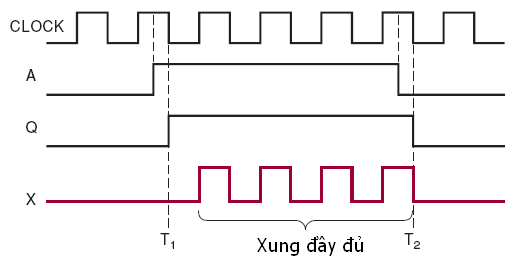 CLOCK
A
Q
X
T1
Xung đầy đủ
T2